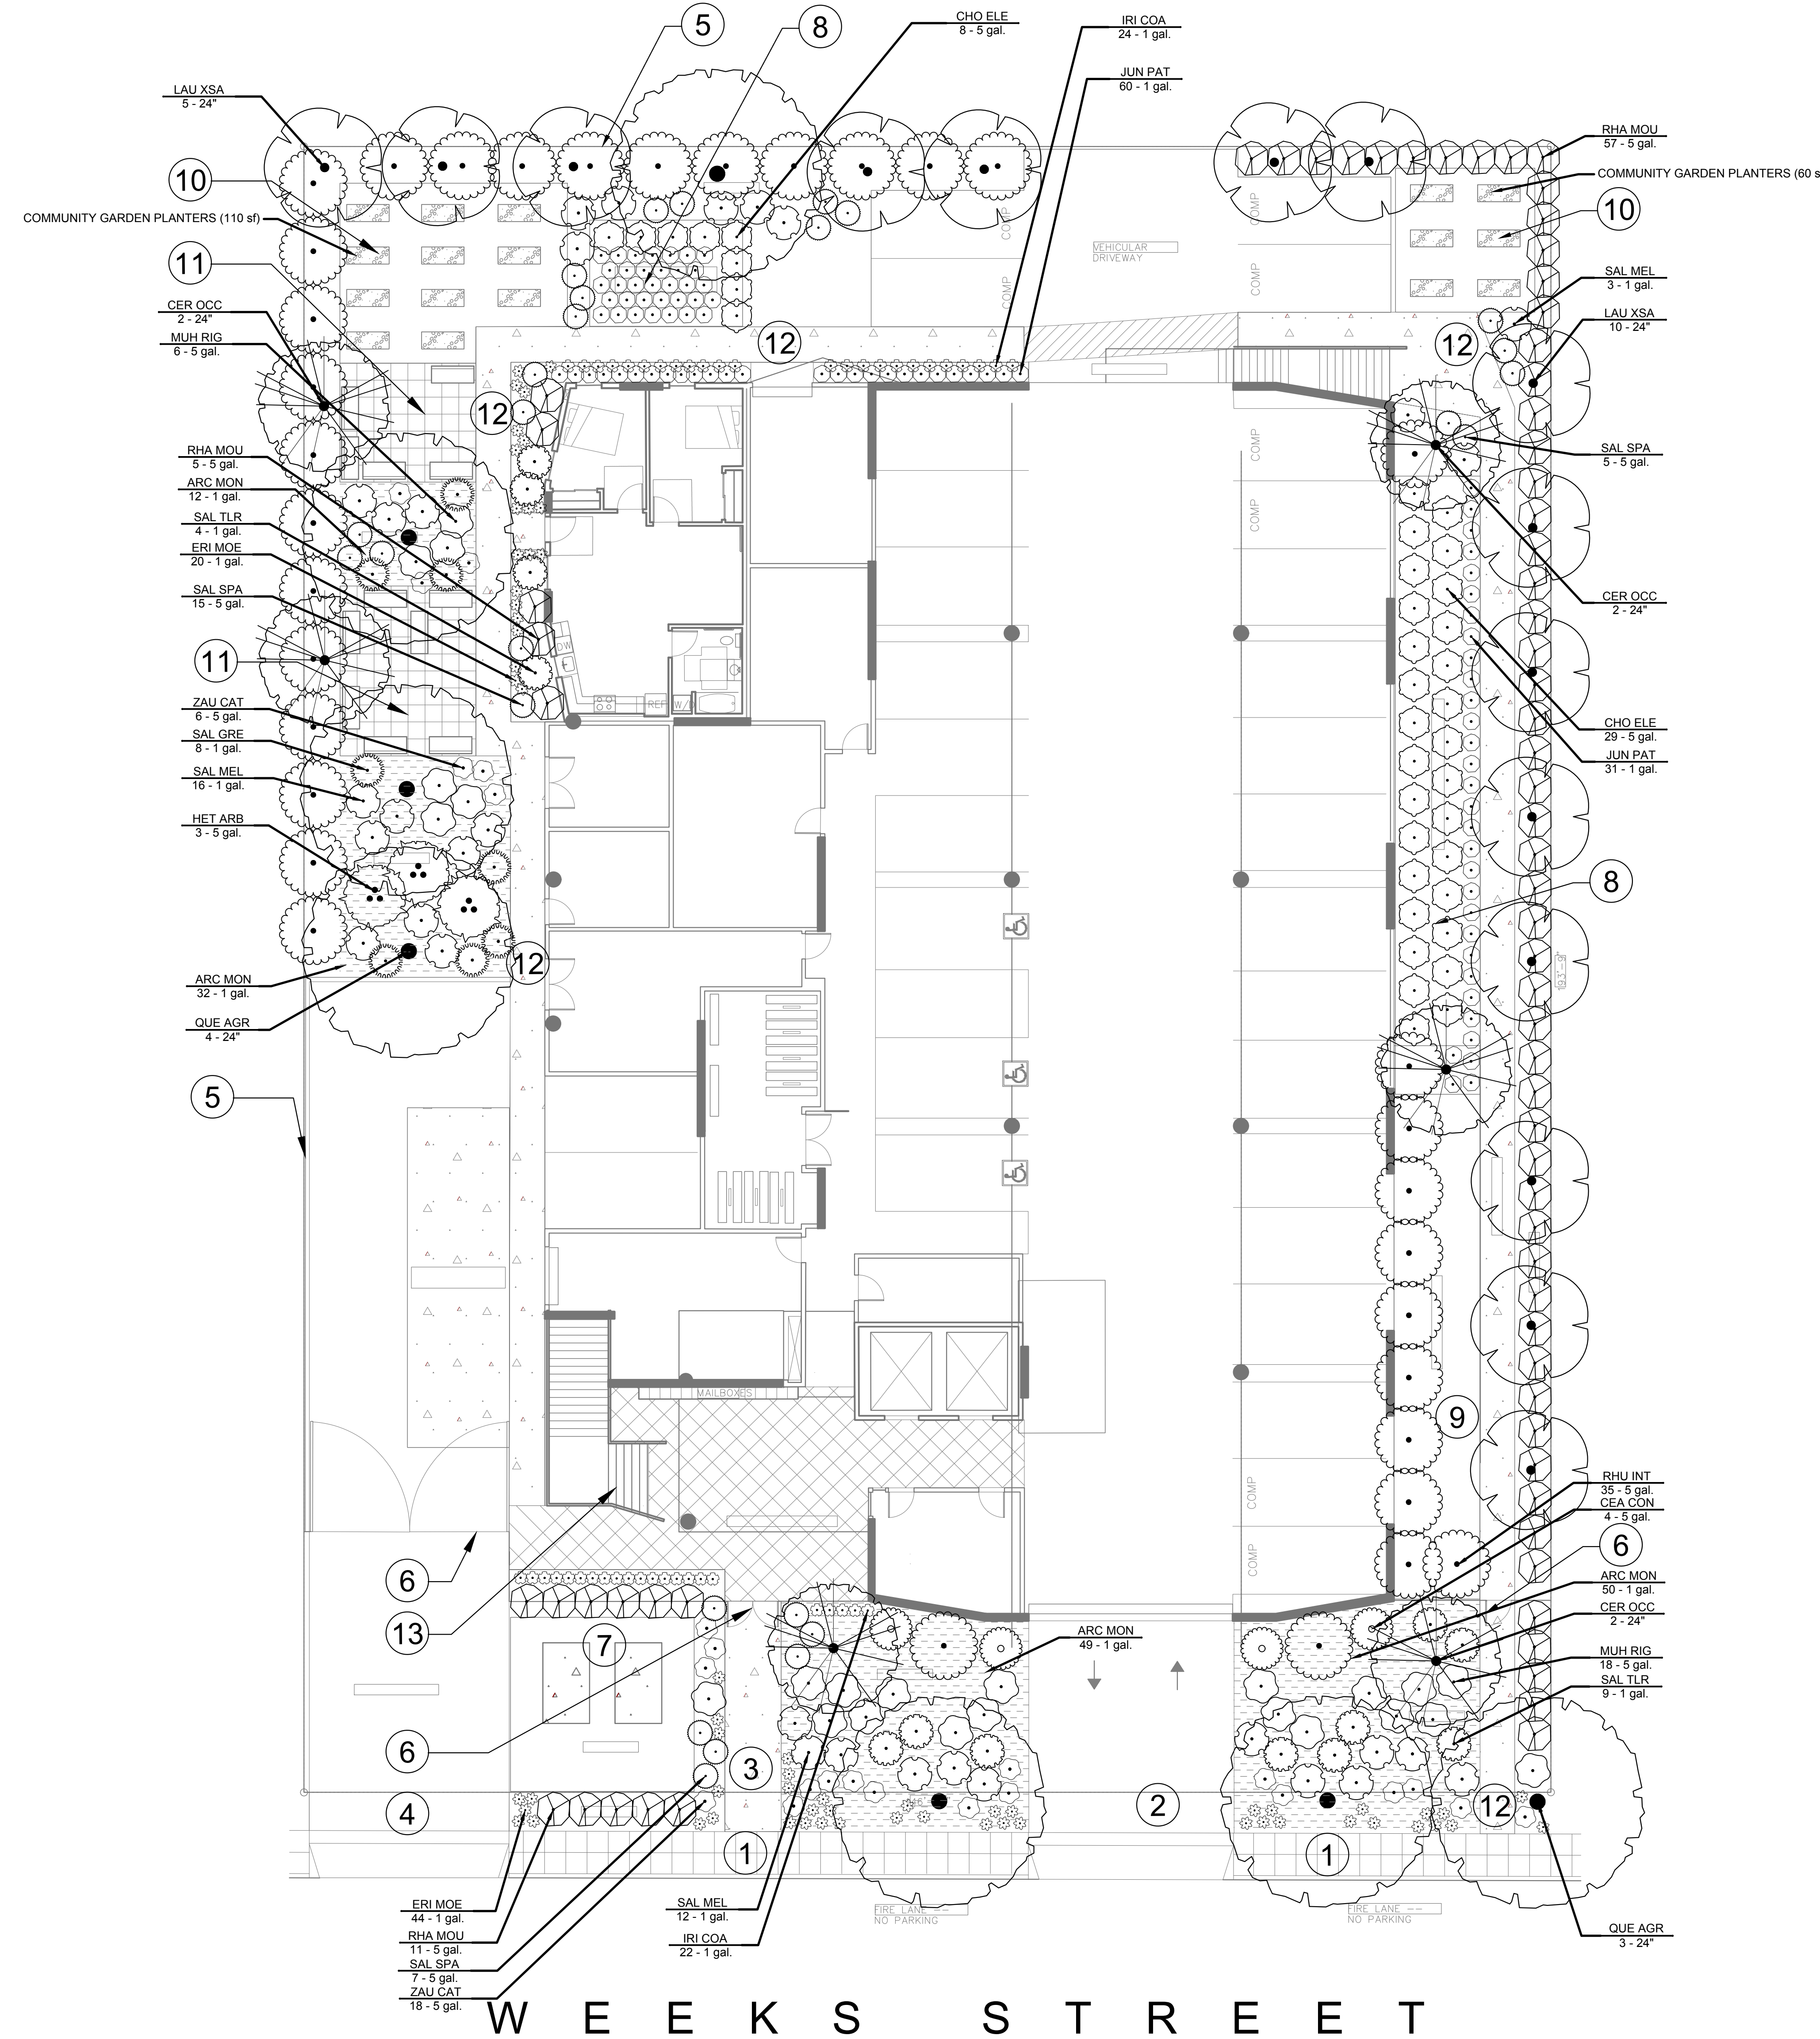 5
8
CHO ELE
8 - 5 gal.
IRI COA
24 - 1 gal.
JUN PAT
60 - 1 gal.
LAU XSA
5 - 24"
RHA MOU
57 - 5 gal.
10
COMMUNITY GARDEN PLANTERS (60 s
10
COMMUNITY GARDEN PLANTERS (110 sf)
COMP
COMP
VEHICULAR
DRIVEWAY
11
COMP
COMP
SAL MEL
3 - 1 gal.
CER OCC
2 - 24"
LAU XSA
10 - 24"
MUH RIG
6 - 5 gal.
12
12
12
RHA MOU
5 - 5 gal.
COMP
SAL SPA
5 - 5 gal.
ARC MON
12 - 1 gal.
SAL TLR
4 - 1 gal.
COMP
ERI MOE
20 - 1 gal.
SAL SPA
15 - 5 gal.
CER OCC
2 - 24"
11
DW
REF
W/D
ZAU CAT
6 - 5 gal.
CHO ELE
29 - 5 gal.
SAL GRE
8 - 1 gal.
JUN PAT
31 - 1 gal.
SAL MEL
16 - 1 gal.
HET ARB
3 - 5 gal.
8
12
193'-9"
ARC MON
32 - 1 gal.
QUE AGR
4 - 24"
5
MAILBOXES
9
COMP
RHU INT
35 - 5 gal.
CEA CON
4 - 5 gal.
6
COMP
6
ARC MON
50 - 1 gal.
CER OCC
2 - 24"
13
7
ARC MON
49 - 1 gal.
MUH RIG
18 - 5 gal.
SAL TLR
9 - 1 gal.
6
3
4
2
12
1
1
ERI MOE
44 - 1 gal.
SAL MEL
12 - 1 gal.
FIRE LANE --
NO PARKING
FIRE LANE --
NO PARKING
RHA MOU
11 - 5 gal.
IRI COA
22 - 1 gal.
QUE AGR
3 - 24"
SAL SPA
7 - 5 gal.
ZAU CAT
18 - 5 gal.
WEEKS STREET